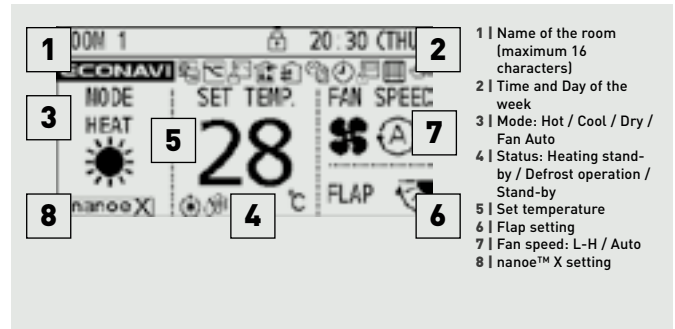 1
OOM 1
20:30 (THU
2
ECONAVI
MODE
SET TEMP.
FAN SPEED
3
HEAT
5
28
A
7
8
nanoe X
4
°C
FLAP
6
1 | Name of the room
(maximum 16
characters)
2 | Time and Day of the
week
3 | Mode: Hot / Cool / Dry /
Fan Auto
4 | Status: Heating stand-
by / Defrost operation /
Stand-by
5 | Set temperature
6 | Flap setting
7 | Fan speed: L-H / Auto
8 | nanoe™ X setting